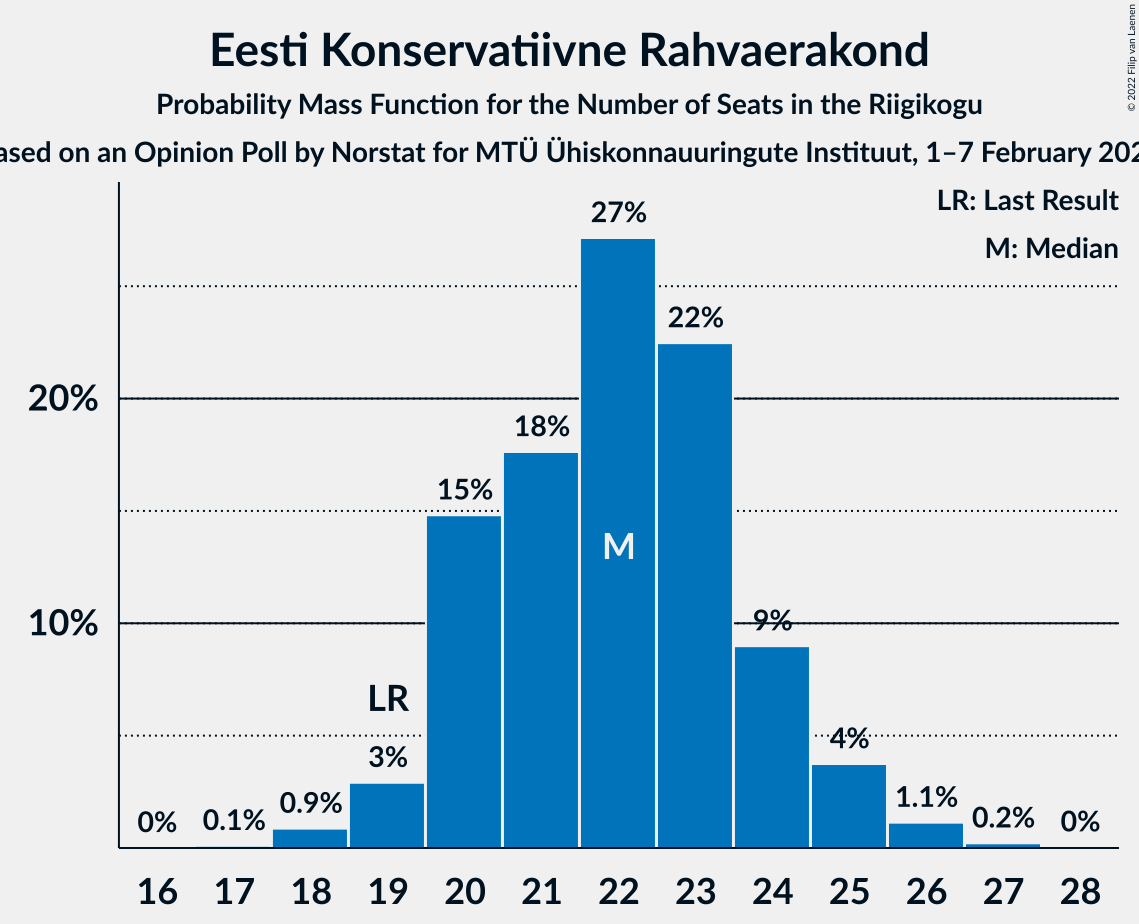 Eesti Konservatiivne Rahvaerakond
Probability Mass Function for the Number of Seats in the Riigikogu
ased on an Opinion Poll by Norstat for MTÜ Ühiskonnauuringute Instituut, 1–7 February 202
© 2022 Filip van Laenen
LR: Last Result
M: Median
27%
22%
20%
18%
15%
M
10%
9%
LR
4%
3%
1.1%
0.9%
0.2%
0.1%
0%
0%
16 17 18 19 20 21 22 23 24 25 26 27 28